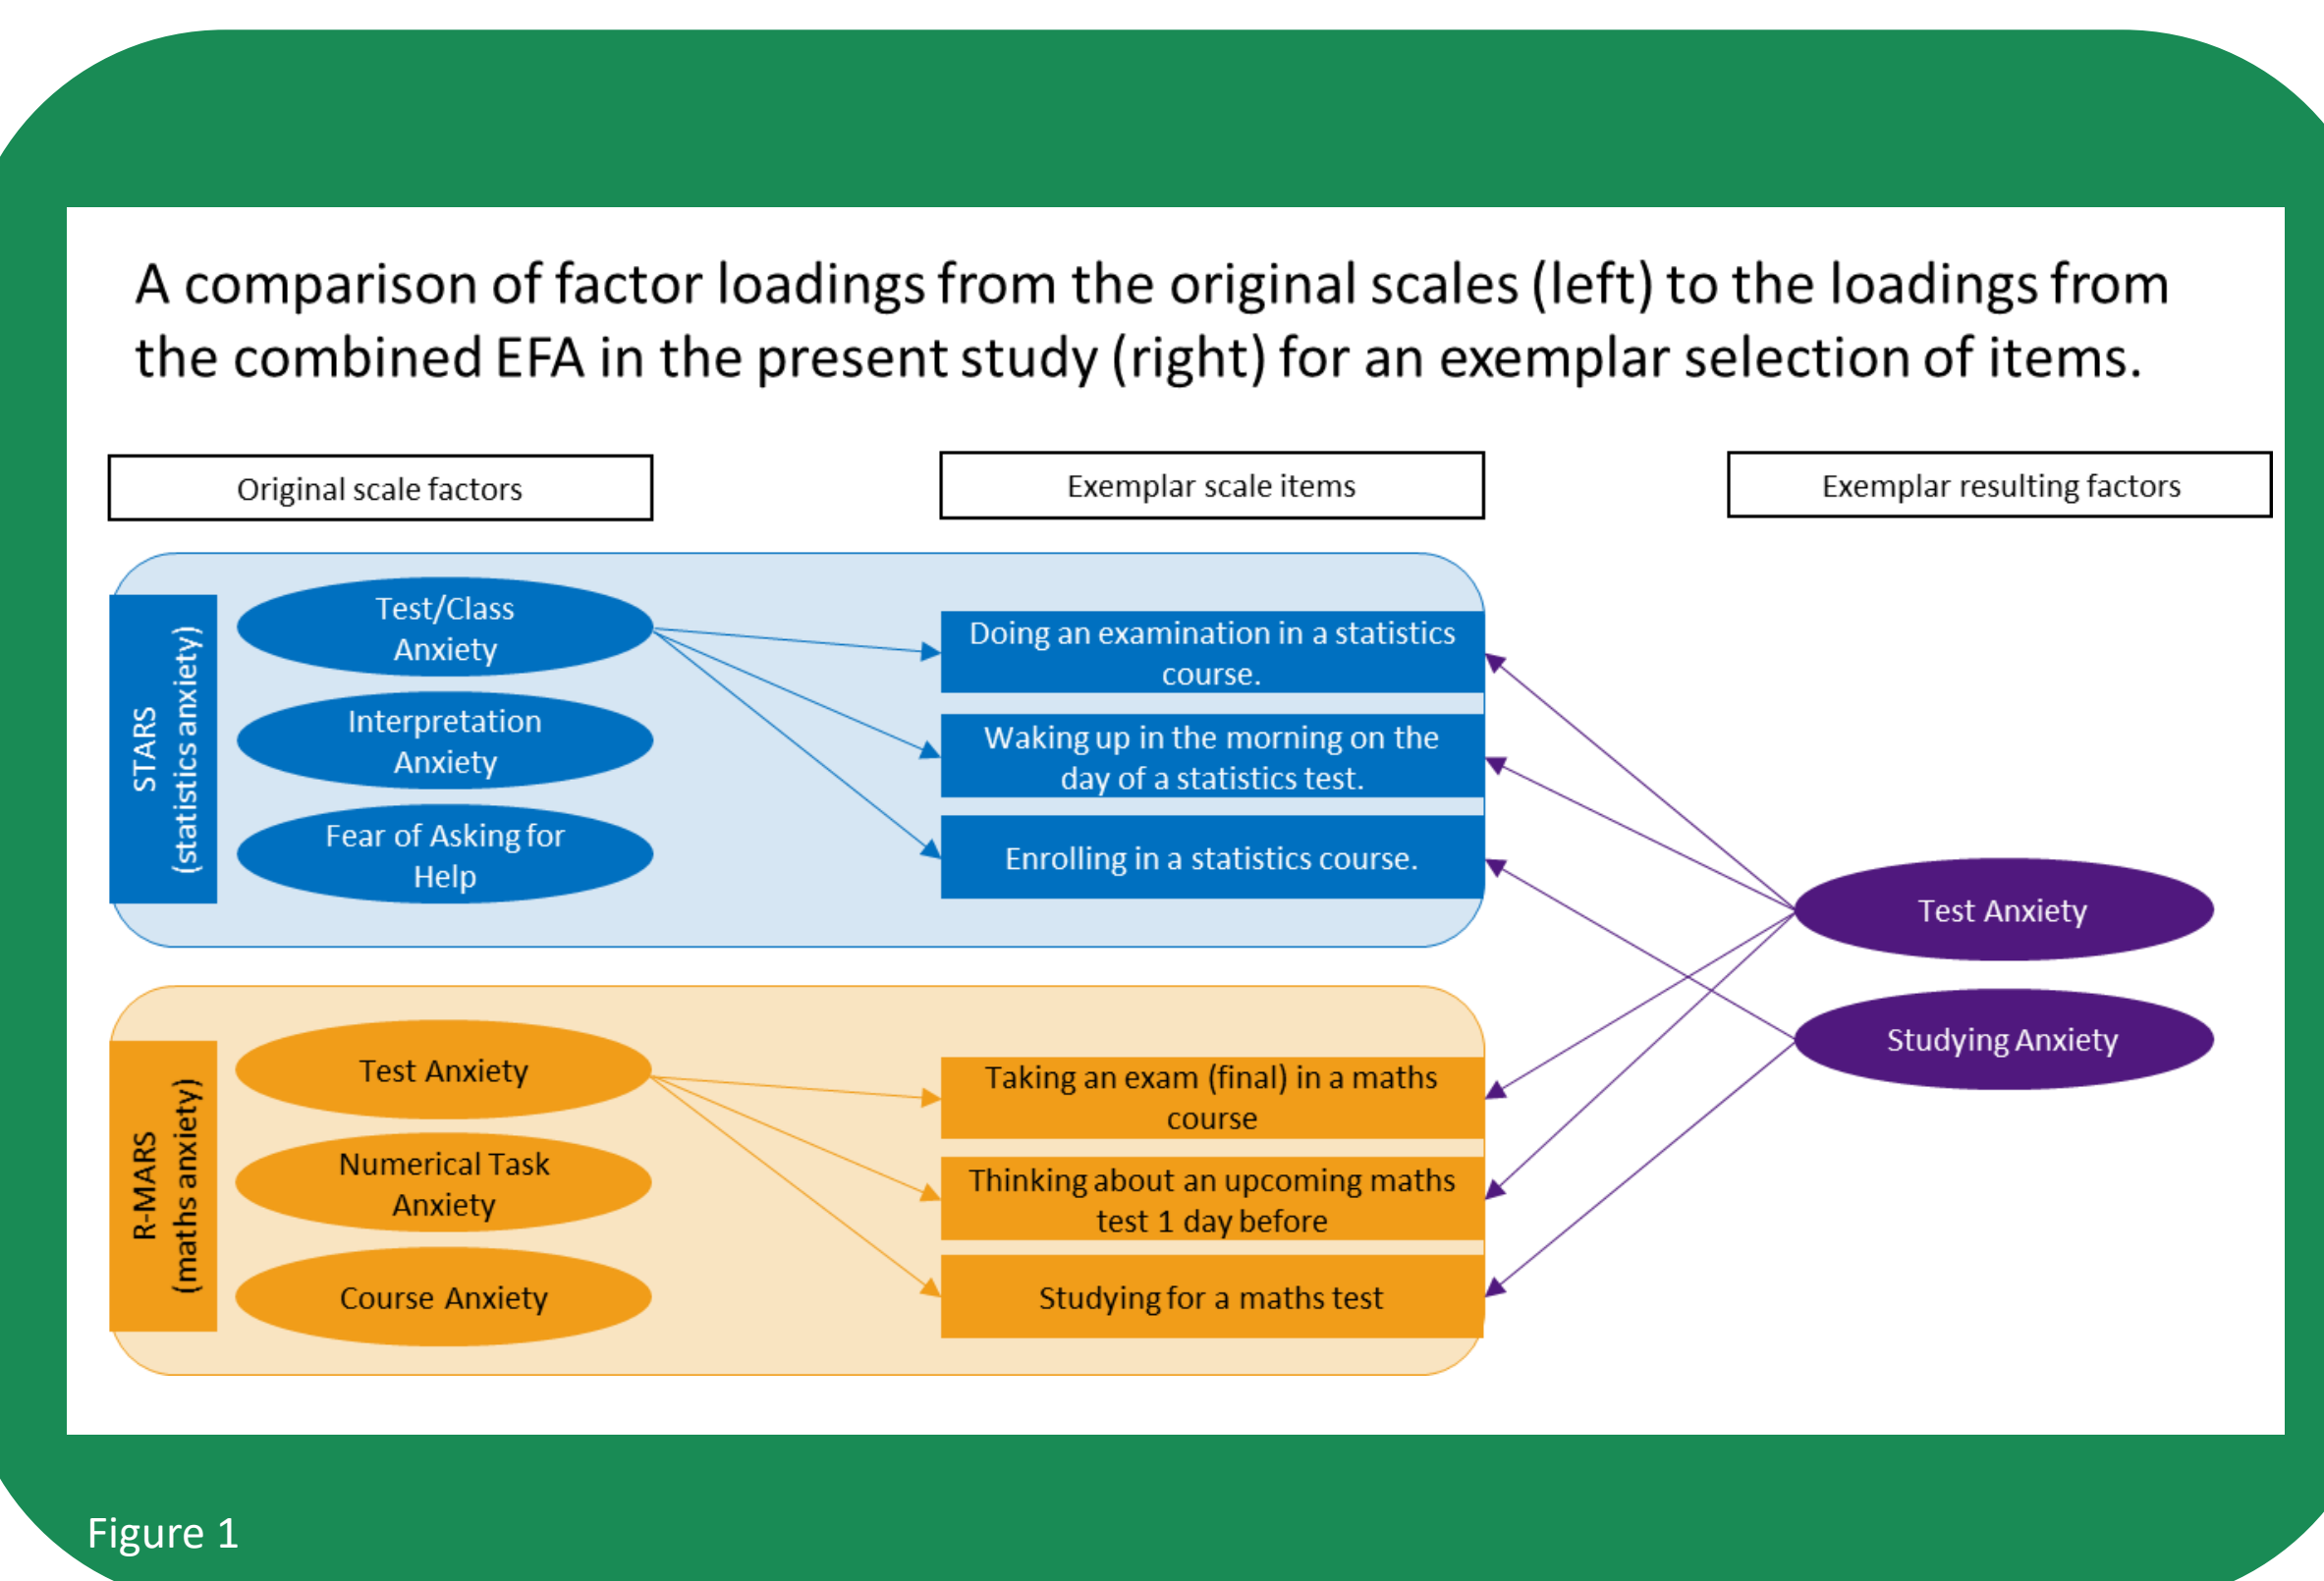 A comparison of factor loadings from the original scales (left) to the loadings from
the combined EFA in the present study (right) for an exemplar selection of items.
Original scale factors
Exemplar scale items
Exemplar resulting factors
STARS
(statistics anxiety)
Test/Class
Anxiety
Interpretation
Anxiety
Fear of Asking for
Help
Doing an examination in a statistics
course.
Waking up in the morning on the
day of a statistics test.
Enrolling in a statistics course.
R-MARS
(maths anxiety)
Test Anxiety
Numerical Task
Anxiety
Course Anxiety
Taking an exam (final) in a maths
course
Thinking about an upcoming maths
test 1 day before
Studying for a maths test
Test Anxiety
Studying Anxiety
Figure 1